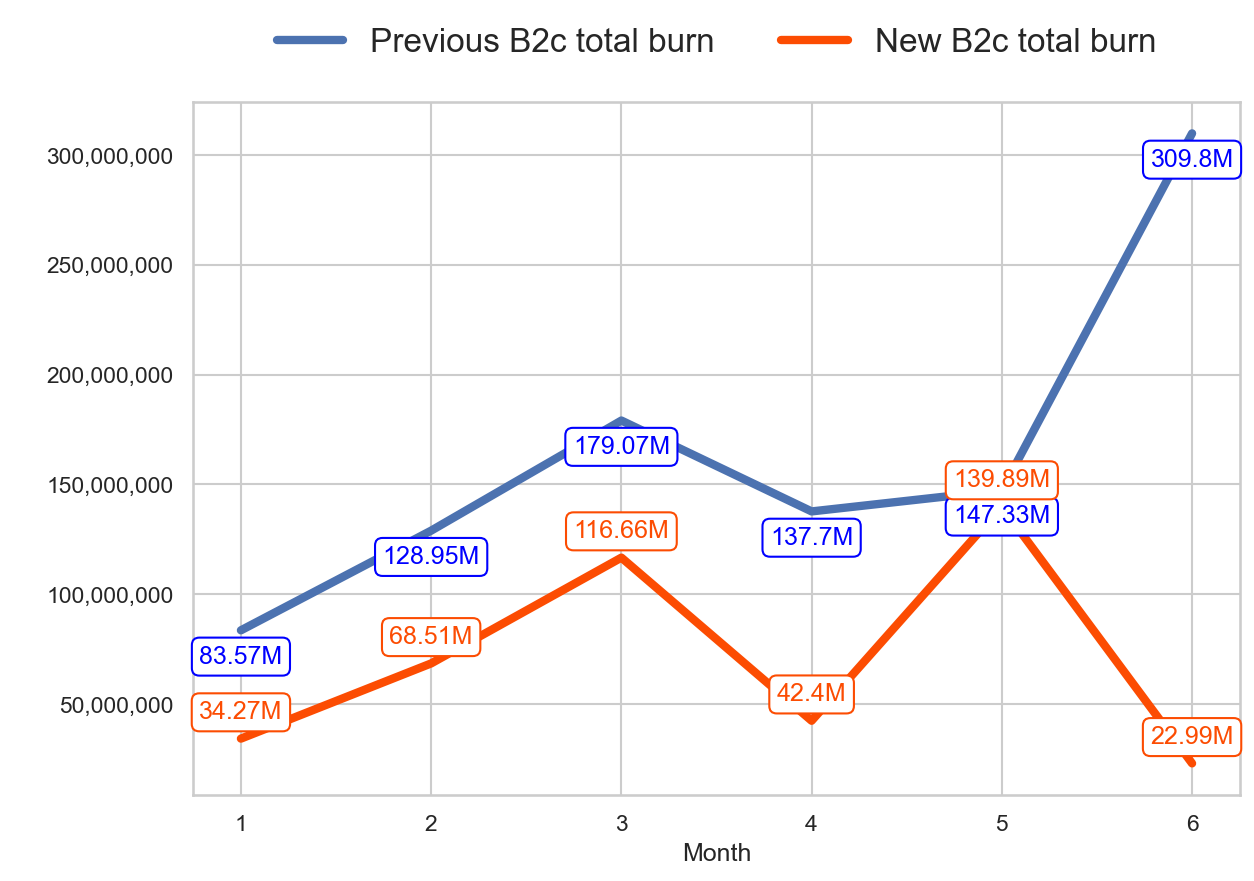 Previous B2c total burn New B2c total burn
300,000,000
250,000,000
200,000,000
150,000,000
100,000,000
50,000,000
309.8M
179.07M
139.89M
147.33M
137.7M
116.66M
128.95M
68.51M
83.57M
42.4M
34.27M
22.99M
1 2 3 4 5 6
Month